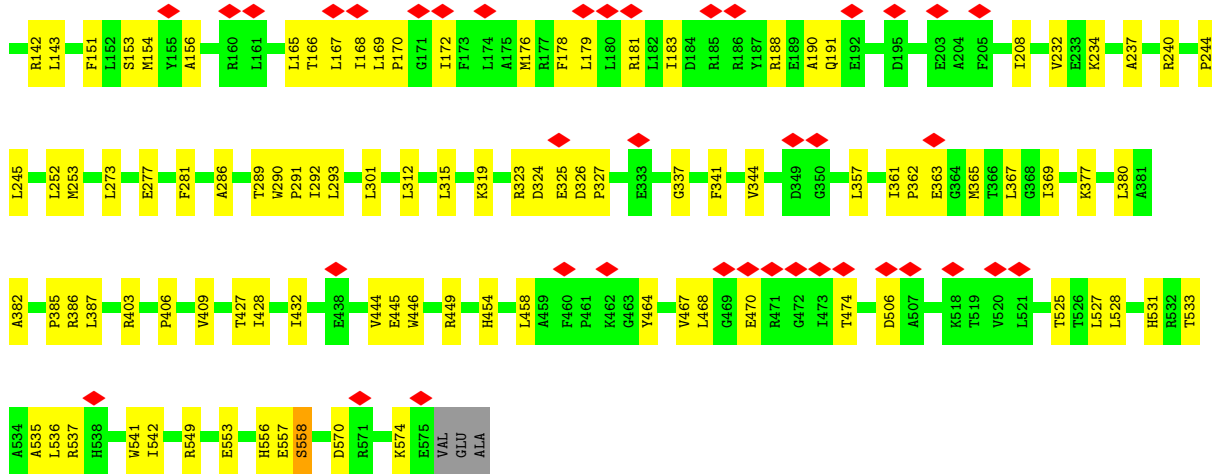 R142 L143 F151 L152 S153 M154 Y155 A156 R160 L161 L165 T166 L167 I168 L169 P170 G171 I172 F173 L174 A175 M176 R177 F178 L179 L180 R181 L182 I183 D184 R185 R186 Y187 R188 E189 A190 Q191 E192 D195 E203 A204 F205 I208 V232 E233 K234 A237 R240 P244
L245 L252 M253 L273 E277 F281 A286 T289 W290 P291 I292 L293 L301 L312 L315 K319 R323 D324 E325 D326 P327 E333 G337 F341 V344 D349 G350 L357 I361 P362 E363 G364 M365 T366 L367 G368 I369 K377 L380 A381
A382 P385 R386 L387 R403 P406 V409 T427 I428 I432 E438 V444 E445 W446 R449 H454 L458 A459 F460 P461 K462 G463 Y464 V467 L468 G469 E470 R471 G472 I473 T474 D506 A507 K518 T519 V520 L521 T525 T526 L527 L528 H531 R532 T533
A534 A535 L536 R537 H538 W541 I542 R549 E553 H556 E557 S558 D570 R571 K574 E575 VAL GLU ALA